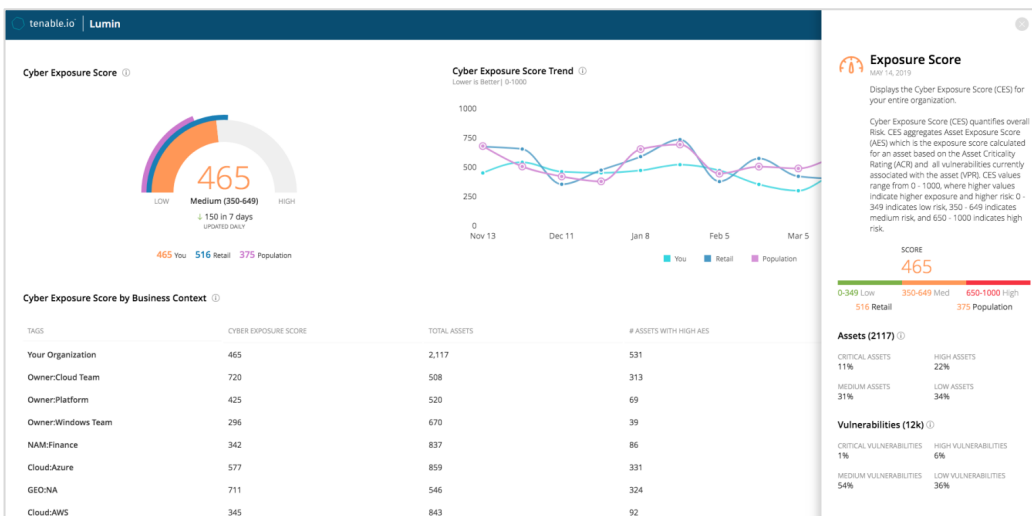 tenable.io Lumin
Cyber Exposure Score
465
LOW Medium (350-649) HIGH
↓ 150 in 7 days
UPDATED DAILY
465 You 516 Retail 375 Population
Cyber Exposure Score Trend
Lower is Better| 0-1000
1000
750
500
250
0
Nov 13 Dec 11 Jan 8 Feb 5 Mar 5
You Retail Population
Cyber Exposure Score by Business Context
TAGS CYBER EXPOSURE SCORE TOTAL ASSETS # ASSETS WITH HIGH AES
Your Organization 465 2,117 531
Owner:Cloud Team 720 508 313
Owner:Platform 425 520 69
Owner:Windows Team 296 670 39
NAM:Finance 342 837 86
Cloud:Azure 577 859 331
GEO:NA 711 546 324
Cloud:AWS 345 843 92
Exposure Score
MAY 14, 2019
Displays the Cyber Exposure Score (CES) for
your entire organization.
Cyber Exposure Score (CES) quantifies overall
Risk. CES aggregates Asset Exposure Score
(AES) which is the exposure score calculated
for an asset based on the Asset Criticality
Rating (ACR) and all vulnerabilities currently
associated with the asset (VPR). CES values
range from 0 - 1000, where higher values
indicate higher exposure and higher risk: 0 -
349 indicates low risk, 350 - 649 indicates
medium risk, and 650 - 1000 indicates high
risk.
SCORE
465
0-349 Low 350-649 Med 650-1000 High
516 Retail 375 Population
Assets (2117)
CRITICAL ASSETS HIGH ASSETS
11% 22%
MEDIUM ASSETS LOW ASSETS
31% 34%
Vulnerabilities (12k)
CRITICAL VULNERABILITIES HIGH VULNERABILITIES
1% 6%
MEDIUM VULNERABILITIES LOW VULNERABILITIES
54% 36%